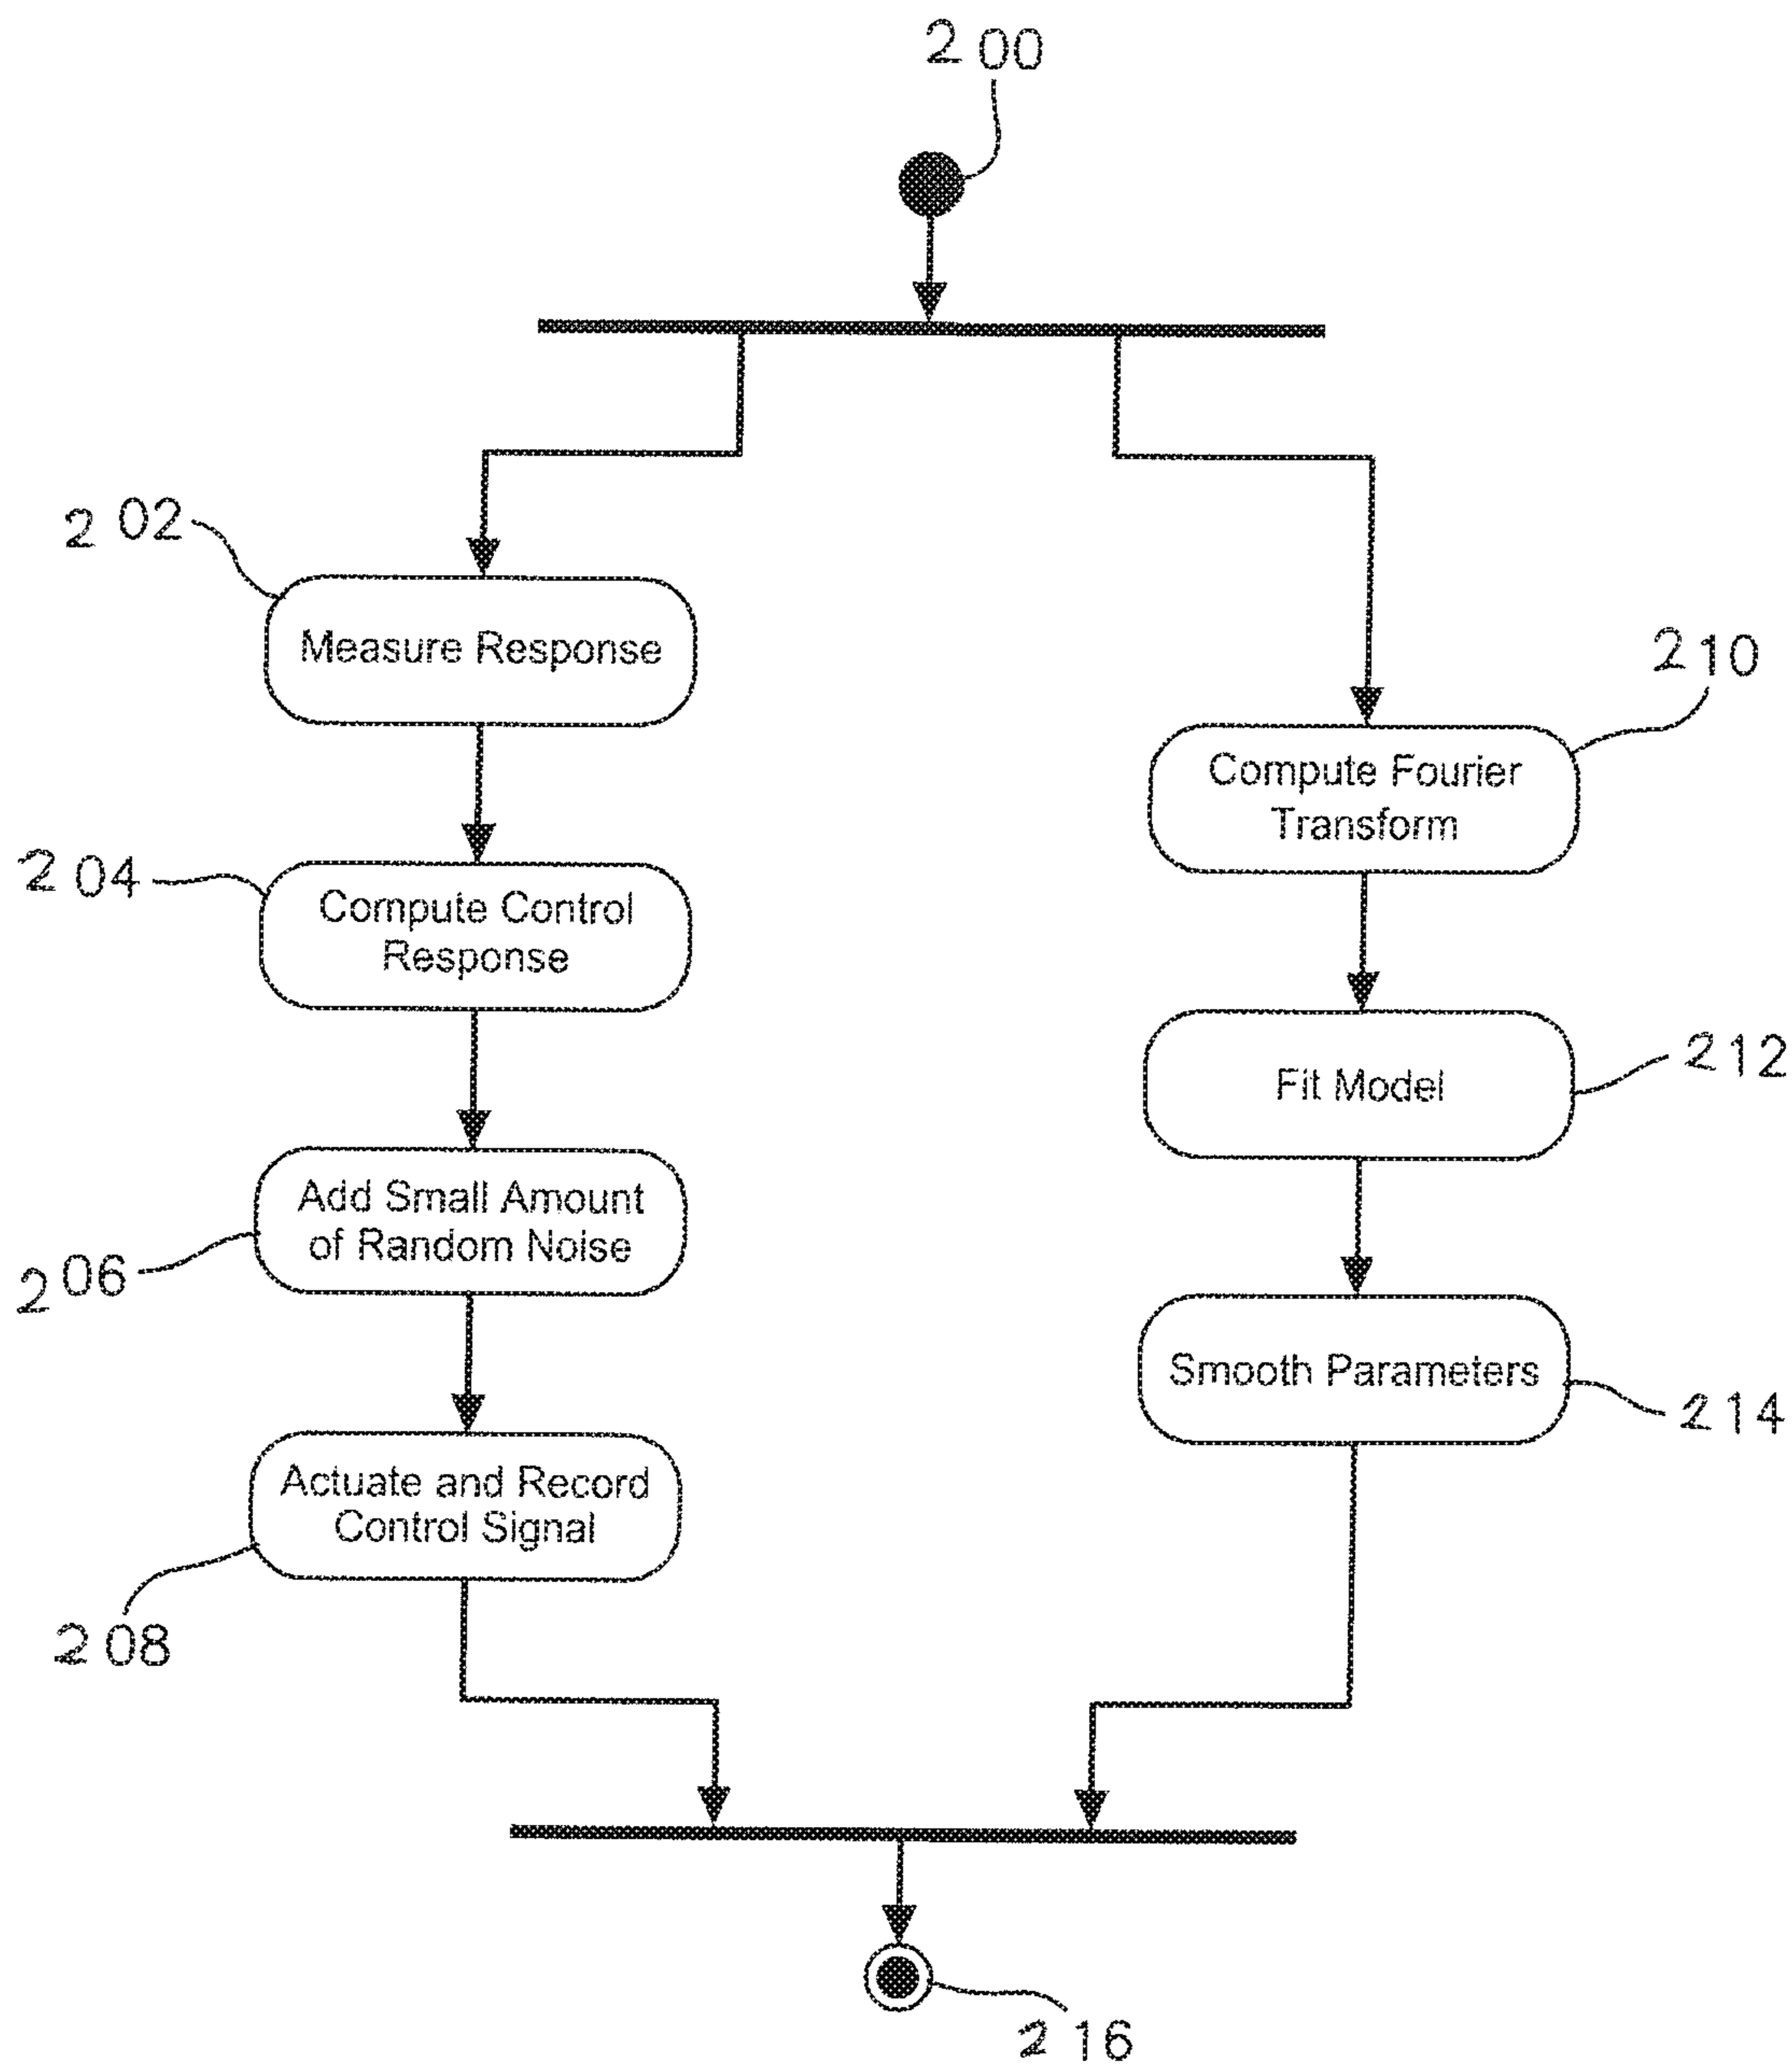 200
202
Measure Response
210
Compute Fourier
Transform
204
Compute Control
Response
212
Fit Model
206
Add Small Amount
of Random Noise
Smooth Parameters
214
Actuate and Record
Control Signal
208
216